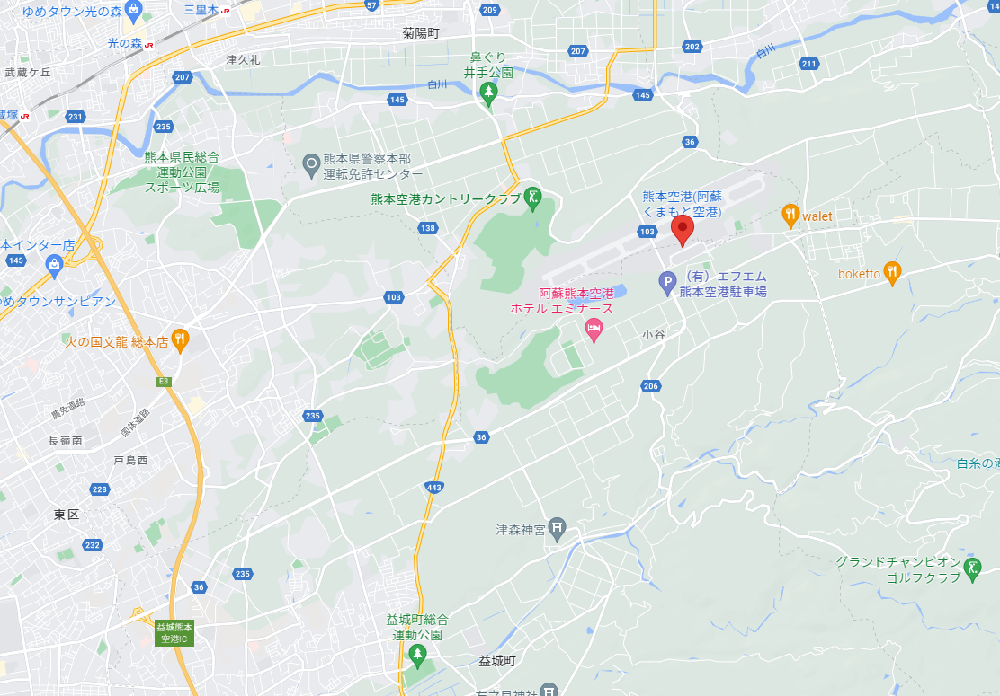 ゆめタウン光の森
三里木
57
209
14
菊陽町
光の森
207
202
白川
211
津久礼
武蔵ケ丘
鼻ぐり
井手公園
207
白川
145
145
231
235
36
熊本県民総合
運動公園
スポーツ広場
熊本県警察本部
運転免許センター
熊本空港カントリークラブ
熊本空港(阿蘇
くまもと空港)
walet
138
103
本インター店
145
boketto
(有)エフエム
熊本空港駐車場
めタウンサンピアン
103
阿蘇熊本空港
ホテル エミナース
火の国文龍 総本店
小谷
E3
206
農免道路
国体道路
235
長嶺南
36
戸島西
白糸の滝
443
228
東区
津森神宮
232
グランドチャンピオン
ゴルフクラブ
235
36
益城熊本
空港IC
益城町総合
運動公園
益城町